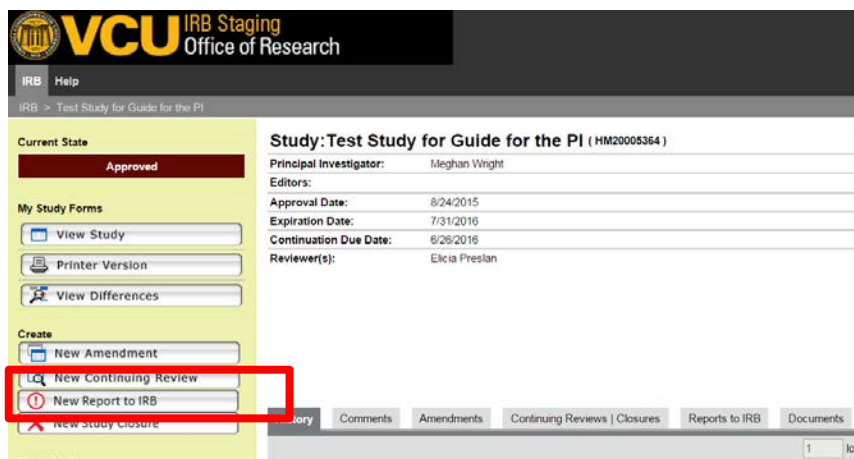 VCU IRB Staging
Office of Research
IRB Help
IRB > Test Study for Guide for the PI
Current State
Approved
My Study Forms
View Study
Printer Version
View Differences
Create
New Amendment
New Continuing Review
New Report to IRB
New Study Closure
Study: Test Study for Guide for the PI ( HM20005364 )
Principal Investigator: Meghan Wright
Editors:
Approval Date: 8/24/2015
Expiration Date: 7/31/2016
Continuation Due Date: 6/26/2016
Reviewer(s): Elicia Preslan
History Comments Amendments Continuing Reviews | Closures Reports to IRB Documents
1